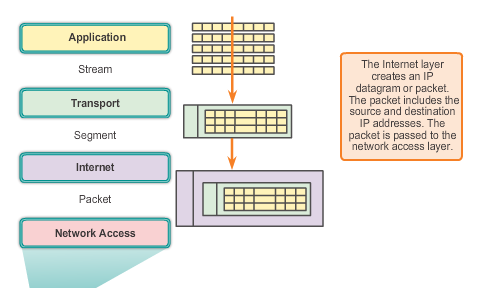 Application
Stream
Transport
Segment
Internet
Packet
Network Access
The Internet layer
creates an IP
datagram or packet.
The packet includes the
source and destination
IP addresses. The
packet is passed to the
network access layer.